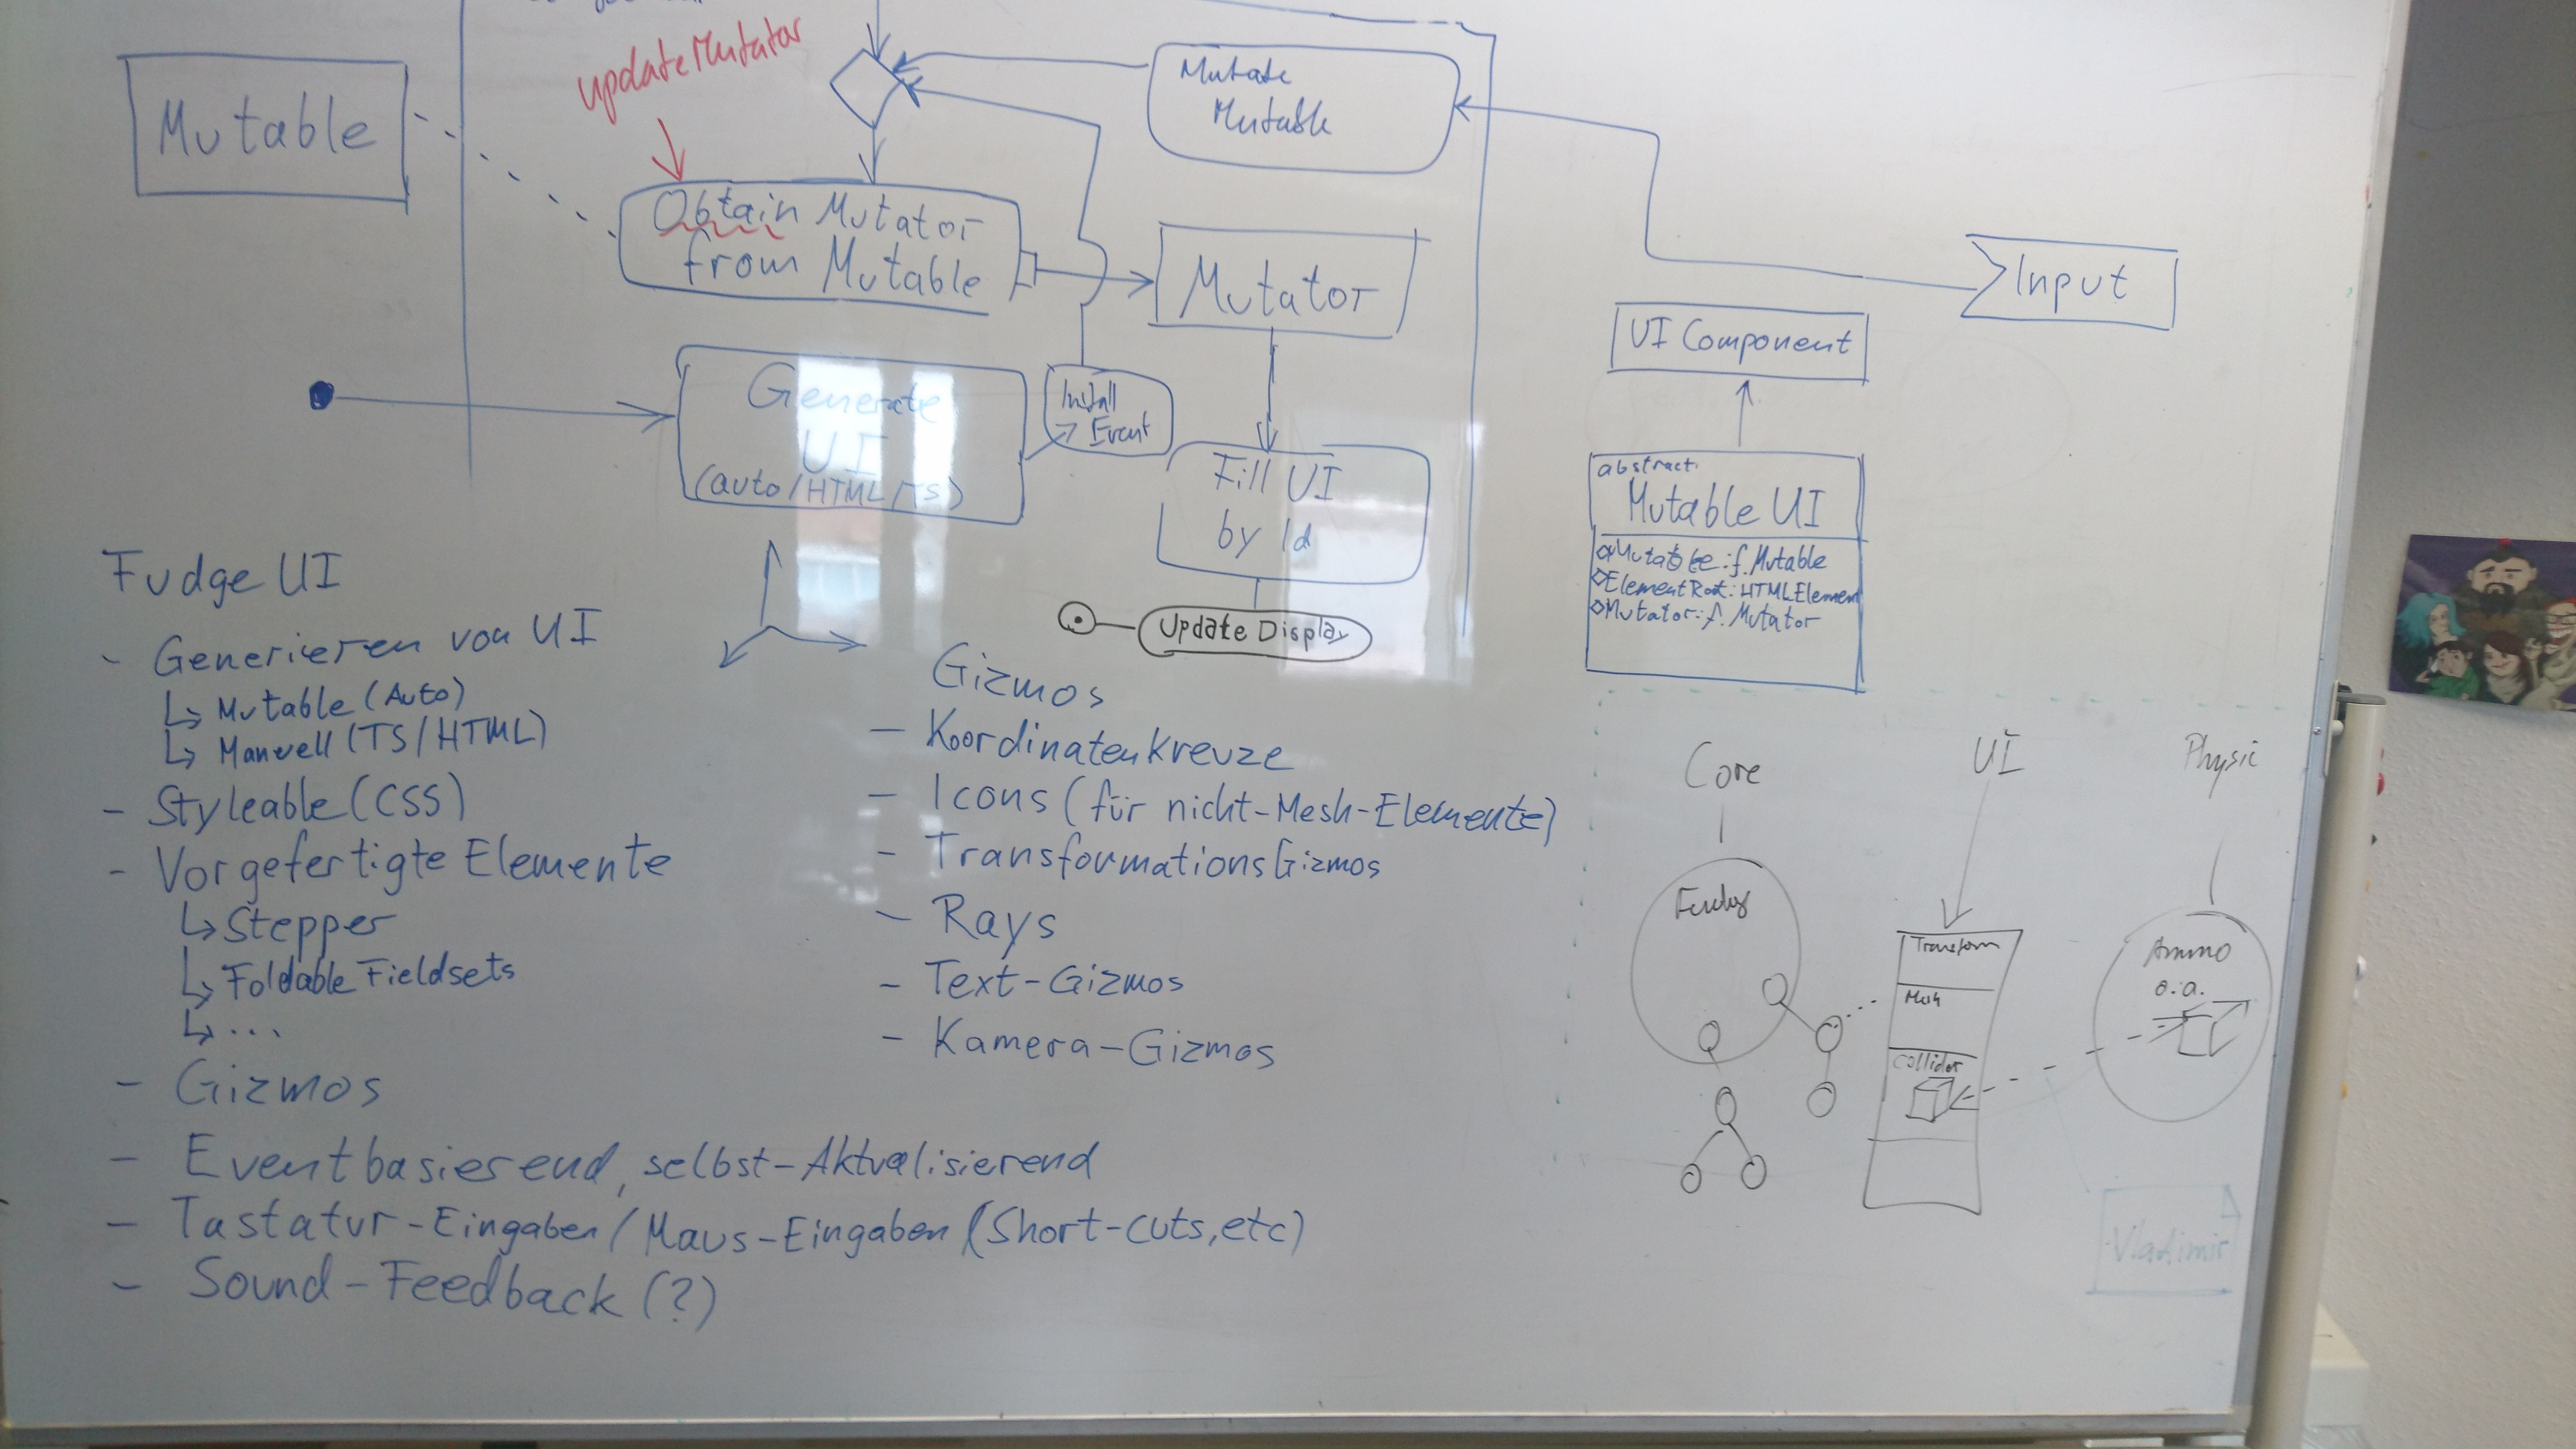 updateMutator
Mutable
Mutate
Mutable
Obtain Mutator
from Mutable
Mutator
Input
UI Component
Generate
UI
(auto/HTML/TS)
Install
Event
Fill UI
by Id
Update Display
abstract
Mutable UI
Mutable: f.Mutable
ElementRoot: HTMLElemen
Mutator: f.Mutator
Fudge UI
- Generieren von UI
↳ Mutable (Auto)
↳ Manuell (TS/HTML)
- Styleable (CSS)
- Vorgefertigte Elemente
↳ Stepper
↳ Foldable Fieldsets
↳ ...
- Gizmos
- Eventbasierend, selbst-Aktualisierend
- Tastatur-Eingaben / Maus-Eingaben (Short-cuts, etc)
- Sound-Feedback (?)
Gizmos
- Koordinatenkreuze
- Icons (für nicht-Mesh-Elemente)
- TransformationsGizmos
- Rays
- Text-Gizmos
- Kamera-Gizmos
Core
UI
Physic
Fudge
Transform
Mesh
Collider
Ammo
o.a.
Vladimir